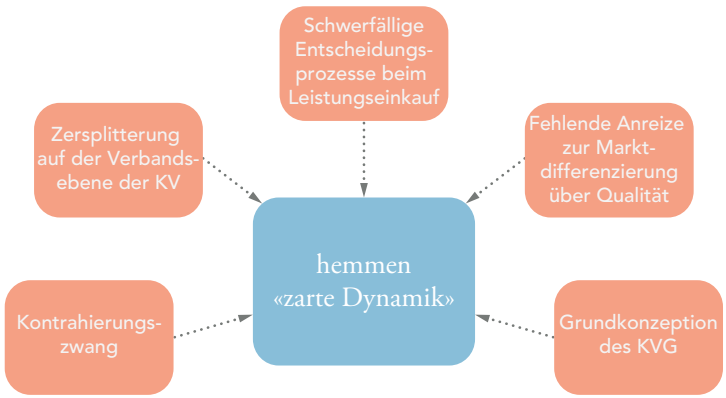 Schwerfällige
Entscheidungs-
prozesse beim
Leistungseinkauf
Zersplitterung
auf der Verbands-
ebene der KV
Fehlende Anreize
zur Markt-
differenzierung
über Qualität
hemmen
«zarte Dynamik»
Kontrahierungs-
zwang
Grundkonzeption
des KVG